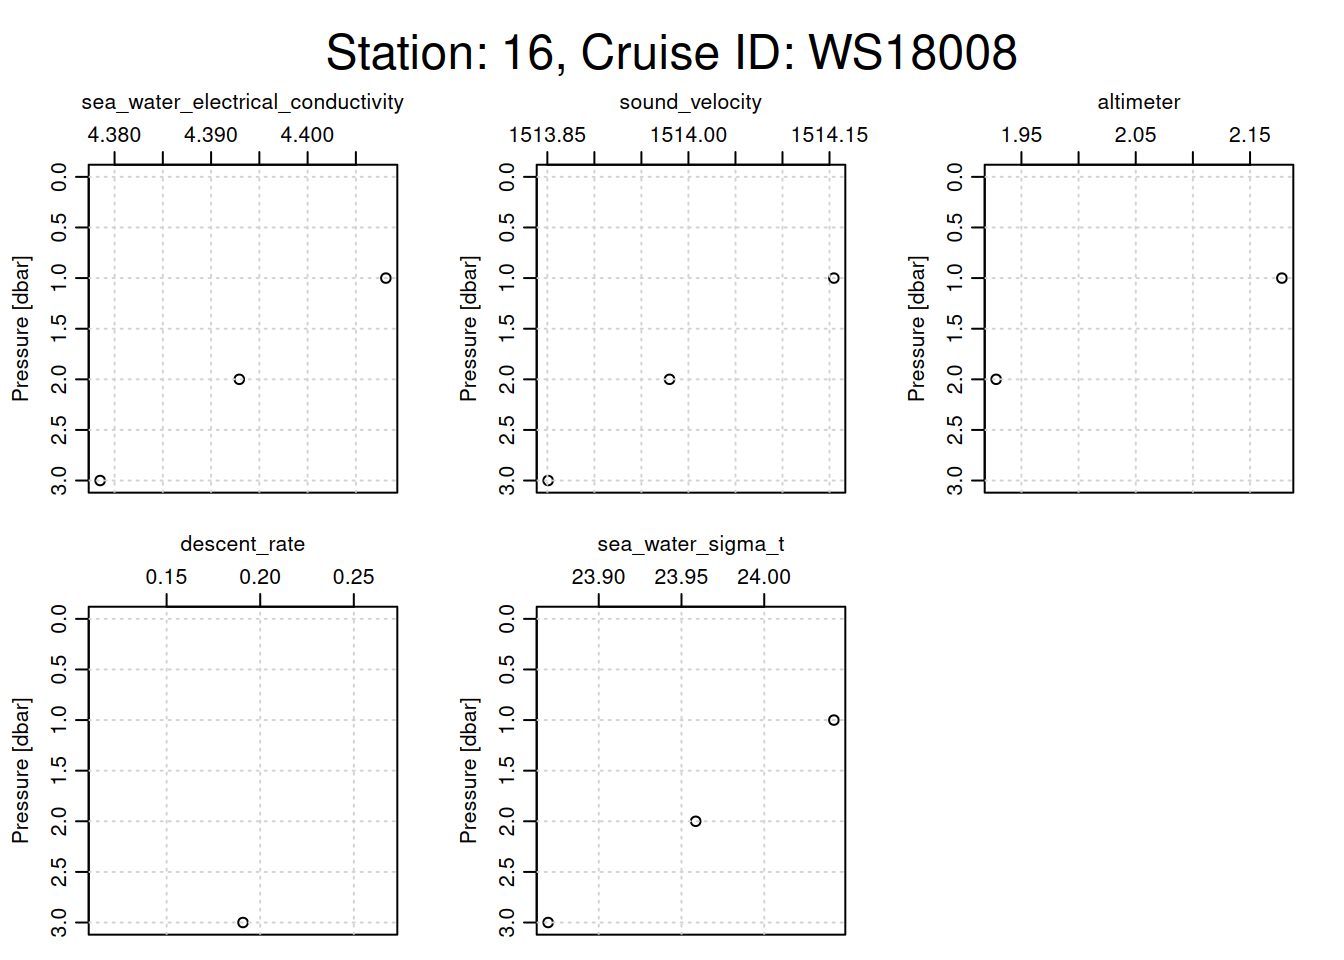 Station: 16, Cruise ID: WS18008
sea_water_electrical_conductivity
4.380 4.390 4.400
Pressure [dbar]
0.0 0.5 1.0 1.5 2.0 2.5 3.0
sound_velocity
1513.85 1514.00 1514.15
Pressure [dbar]
0.0 0.5 1.0 1.5 2.0 2.5 3.0
altimeter
1.95 2.05 2.15
Pressure [dbar]
0.0 0.5 1.0 1.5 2.0 2.5 3.0
descent_rate
0.15 0.20 0.25
Pressure [dbar]
0.0 0.5 1.0 1.5 2.0 2.5 3.0
sea_water_sigma_t
23.90 23.95 24.00
Pressure [dbar]
0.0 0.5 1.0 1.5 2.0 2.5 3.0